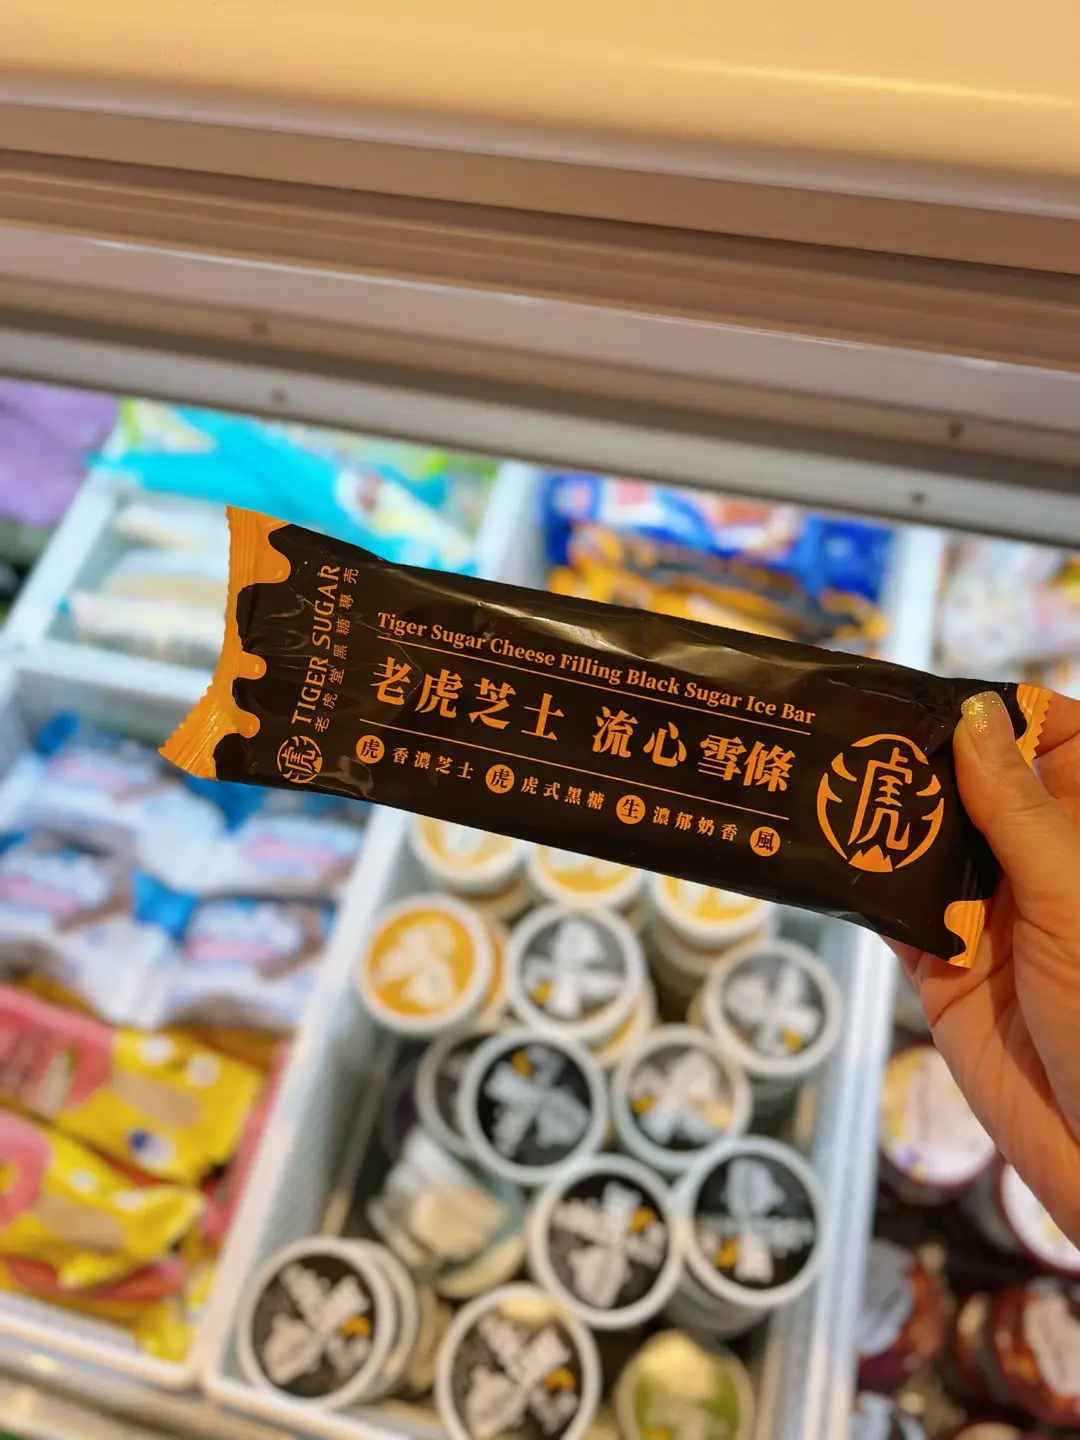 TIGER SUGAR
老虎堂黑糖專売
虎
Tiger Sugar Cheese Filling Black Sugar Ice Bar
老虎芝士 流心雪條
虎 香濃芝士 虎 虎式黑糖 生 濃郁奶香 風
虎